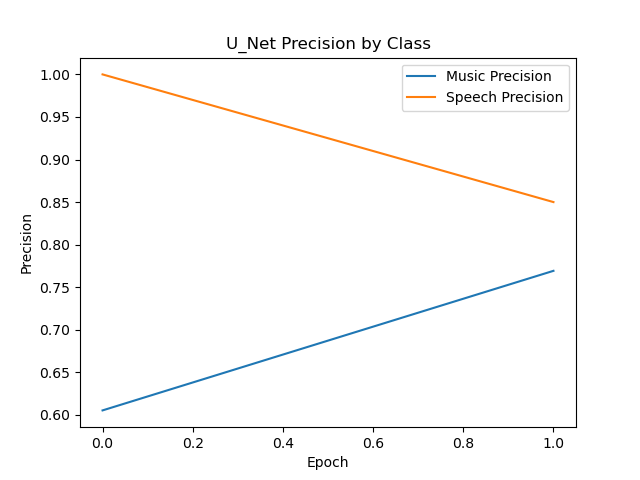 U_Net Precision by Class
Music Precision
Speech Precision
Precision
1.00
0.95
0.90
0.85
0.80
0.75
0.70
0.65
0.60
0.0 0.2 0.4 0.6 0.8 1.0
Epoch